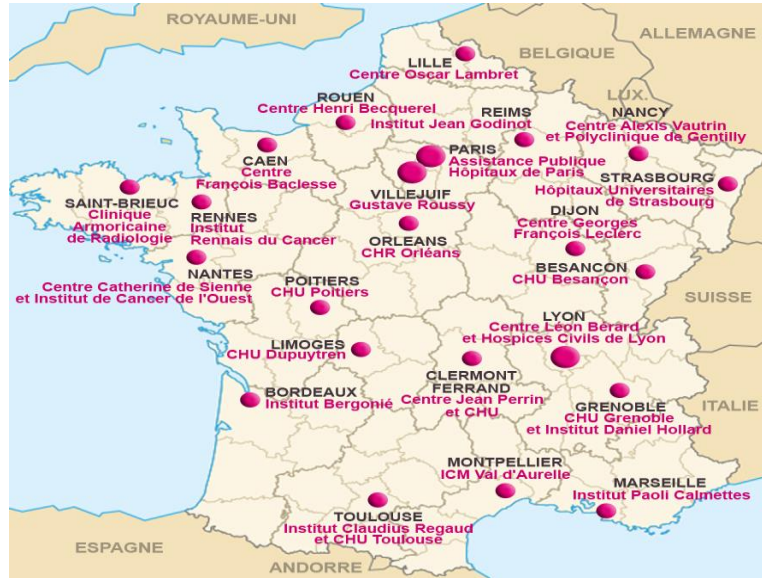 ROYAUME-UNI
ALLEMAGNE
BELGIQUE
LUX.
LILLE
Centre Oscar Lambret
ROUEN
Centre Henri Becquerel
REIMS
Institut Jean Godinot
NANCY
Centre Alexis Vautrin
et Polyclinique de Gentilly
CAEN
Centre
François Baclesse
PARIS
Assistance Publique
Hôpitaux de Paris
STRASBOURG
Hôpitaux Universitaires
de Strasbourg
VILLEJUIF
Gustave Roussy
SAINT-BRIEUC
Clinique
Armoricaine
de Radiologie
RENNES
Institut
Rennais du Cancer
ORLEANS
CHR Orléans
DIJON
Centre Georges
François Leclerc
BESANCON
CHU Besançon
NANTES
Centre Catherine de Sienne
et Institut de Cancer de l'Ouest
POITIERS
CHU Poitiers
SUISSE
LIMOGES
CHU Dupuytren
LYON
Centre Léon Bérard
et Hospices Civils de Lyon
CLERMONT
FERRAND
Centre Jean Perrin
et CHU
BORDEAUX
Institut Bergonié
GRENOBLE
CHU Grenoble
et Institut Daniel Hollard
ITALIE
MONTPELLIER
ICM Val d'Aurelle
MARSEILLE
Institut Paoli Calmettes
TOULOUSE
Institut Claudius Regaud
et CHU Toulouse
ESPAGNE
ANDORRE